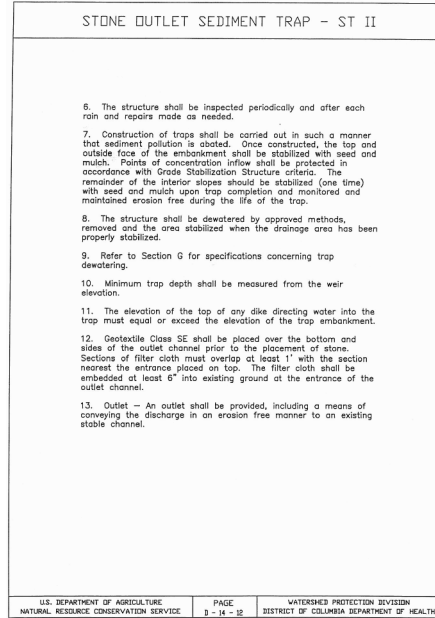 STONE OUTLET SEDIMENT TRAP - ST II
6. The structure shall be inspected periodically and after each
rain and repairs made as needed.
7. Construction of traps shall be carried out in such a manner
that sediment pollution is abated. Once constructed, the top and
outside face of the embankment shall be stabilized with seed and
mulch. Points of concentration inflow shall be protected in
accordance with Grade Stabilization Structure criteria. The
remainder of the interior slopes should be stabilized (one time)
with seed and mulch upon trap completion and monitored and
maintained erosion free during the life of the trap.
8. The structure shall be dewatered by approved methods,
removed and the area stabilized when the drainage area has been
properly stabilized.
9. Refer to Section G for specifications concerning trap
dewatering.
10. Minimum trap depth shall be measured from the weir
elevation.
11. The elevation of the top of any dike directing water into the
trap must equal or exceed the elevation of the trap embankment.
12. Geotextile Class SE shall be placed over the bottom and
sides of the outlet channel prior to the placement of stone.
Sections of filter cloth must overlap at least 1' with the section
nearest the entrance placed on top. The filter cloth shall be
embedded at least 6" into existing ground at the entrance of the
outlet channel.
13. Outlet – An outlet shall be provided, including a means of
conveying the discharge in an erosion free manner to an existing
stable channel.
U.S. DEPARTMENT OF AGRICULTURE
NATURAL RESOURCE CONSERVATION SERVICE
PAGE
D - 14 - 12
WATERSHED PROTECTION DIVISION
DISTRICT OF COLUMBIA DEPARTMENT OF HEALTH